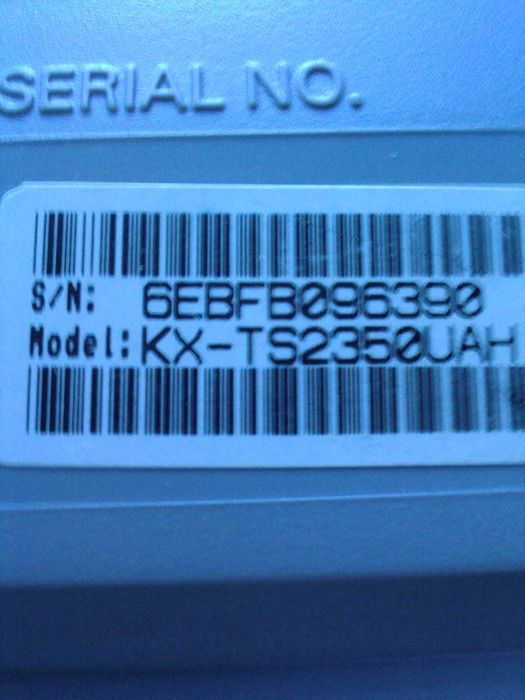 SERIAL NO.
S/N: 6EBFB096390
Model: KX-TS2350UAH